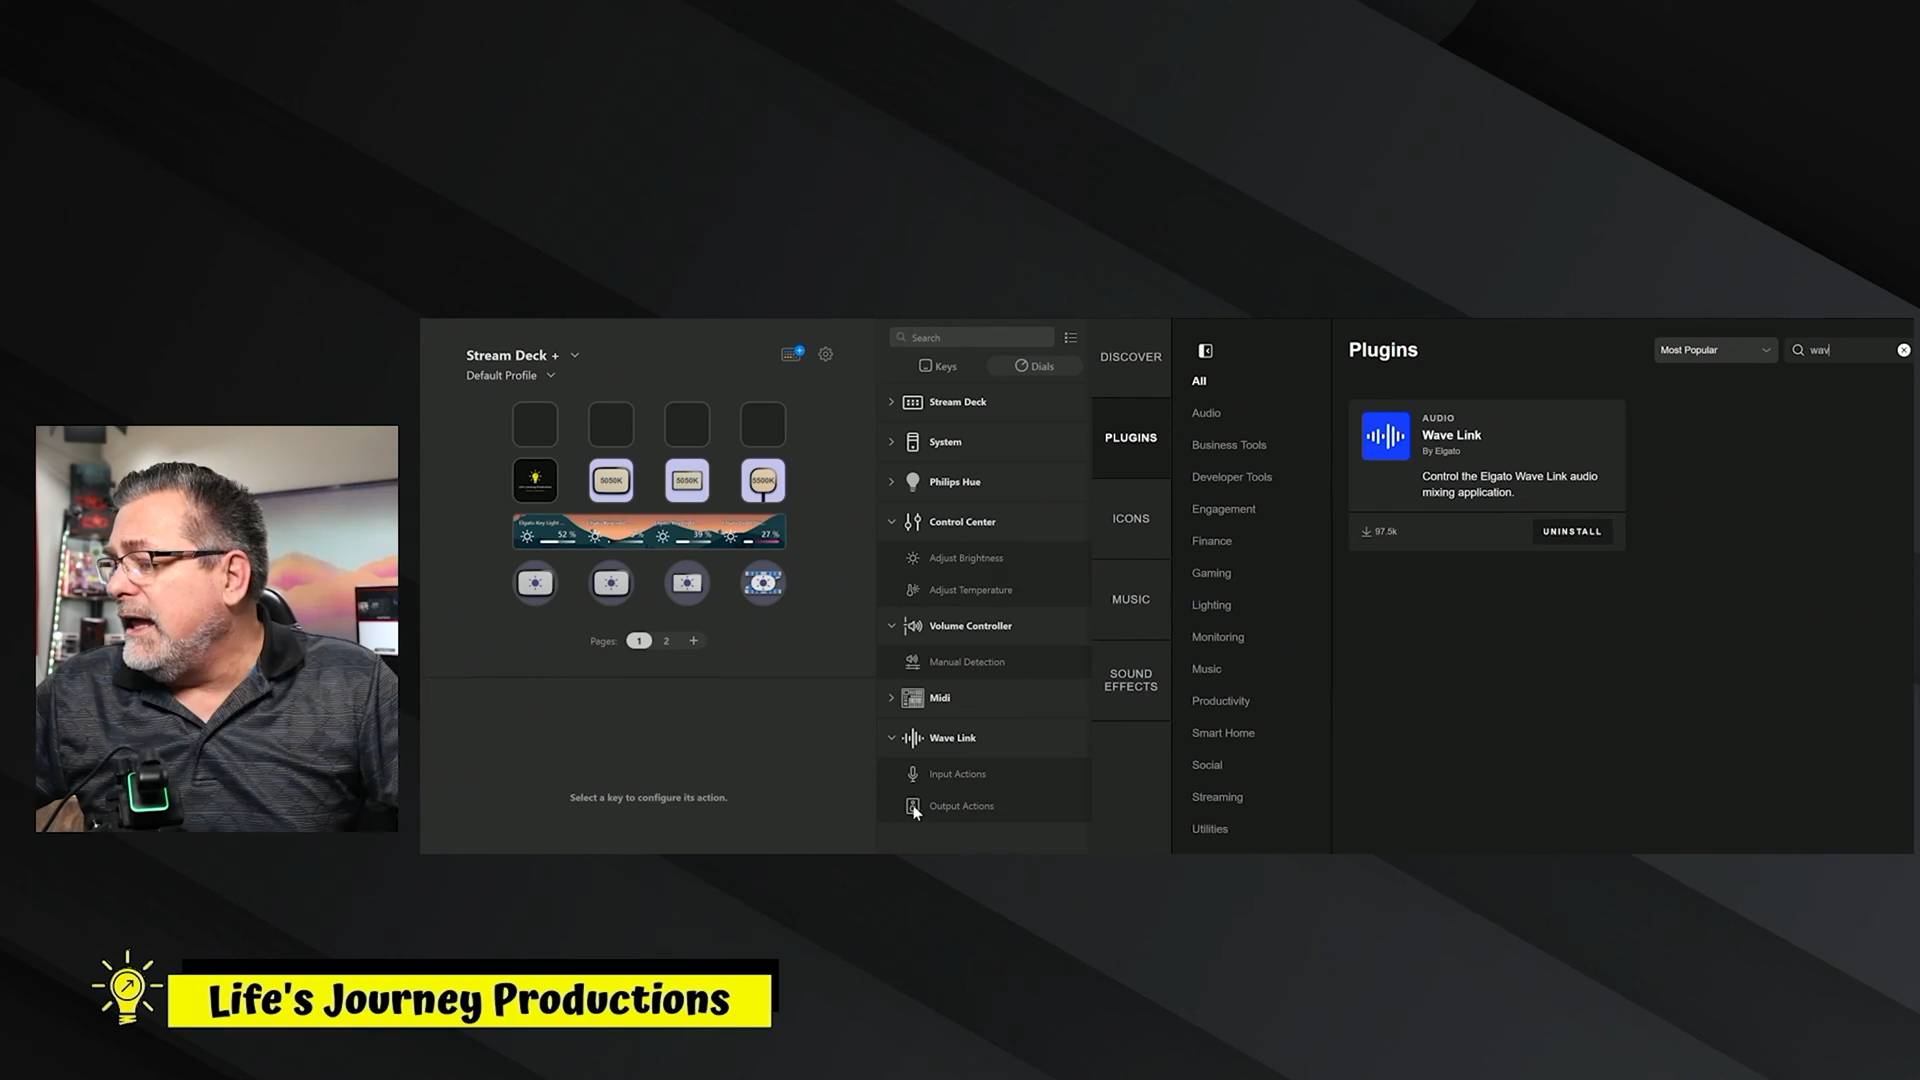 Stream Deck +
Default Profile
5050K
5050K
5500K
Elgato Key Light ...
52 %
39 %
27 %
Pages:
1
2
+
Select a key to configure its action.
Search
Keys
Dials
Stream Deck
System
Philips Hue
Control Center
Adjust Brightness
Adjust Temperature
Volume Controller
Manual Detection
Midi
Wave Link
Input Actions
Output Actions
DISCOVER
PLUGINS
ICONS
MUSIC
SOUND
EFFECTS
All
Audio
Business Tools
Developer Tools
Engagement
Finance
Gaming
Lighting
Monitoring
Music
Productivity
Smart Home
Social
Streaming
Utilities
Plugins
Most Popular
wav
AUDIO
Wave Link
By Elgato
Control the Elgato Wave Link audio
mixing application.
97.5k
UNINSTALL
Life's Journey Productions